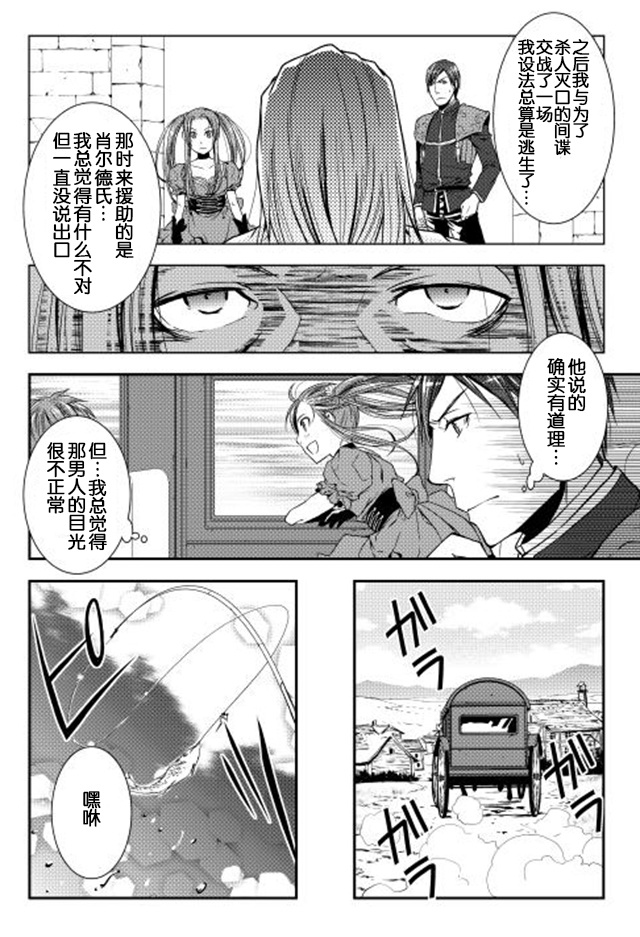 之后我与为了
杀人灭口的间谍
交战了一场
我设法总算是逃生了…
那时来援助的是
肖尔德氏…
我总觉得有什么不对
但一直没说出口
他说的
确实有道理…
但…我总觉得
那男人的目光
很不正常
ガラ
ガラ
ピ
嘿咻